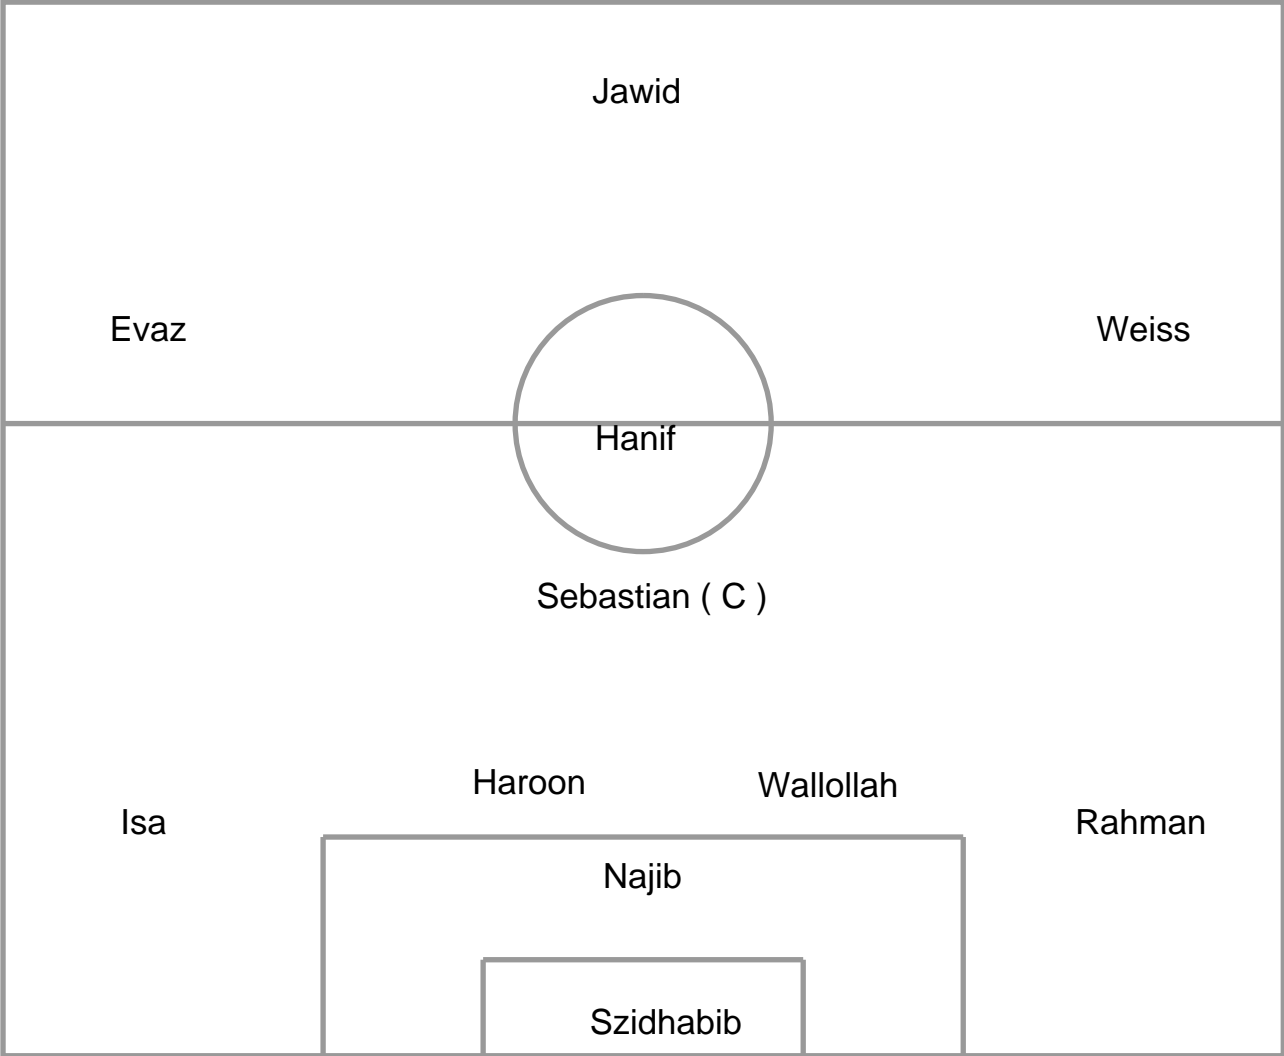 Jawid
Evaz
Weiss
Hanif
Sebastian ( C )
Haroon
Wallollah
Isa
Rahman
Najib
Szidhabib